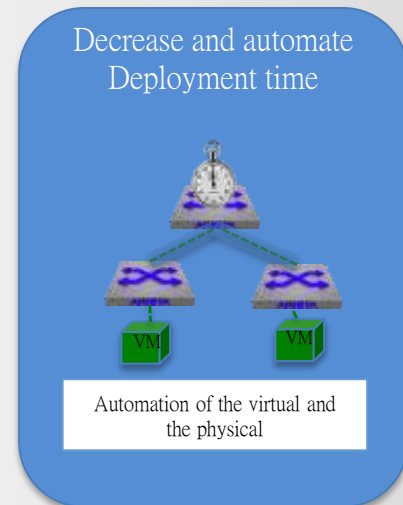 Decrease and automate
Deployment time
VM
VM
Automation of the virtual and
the physical